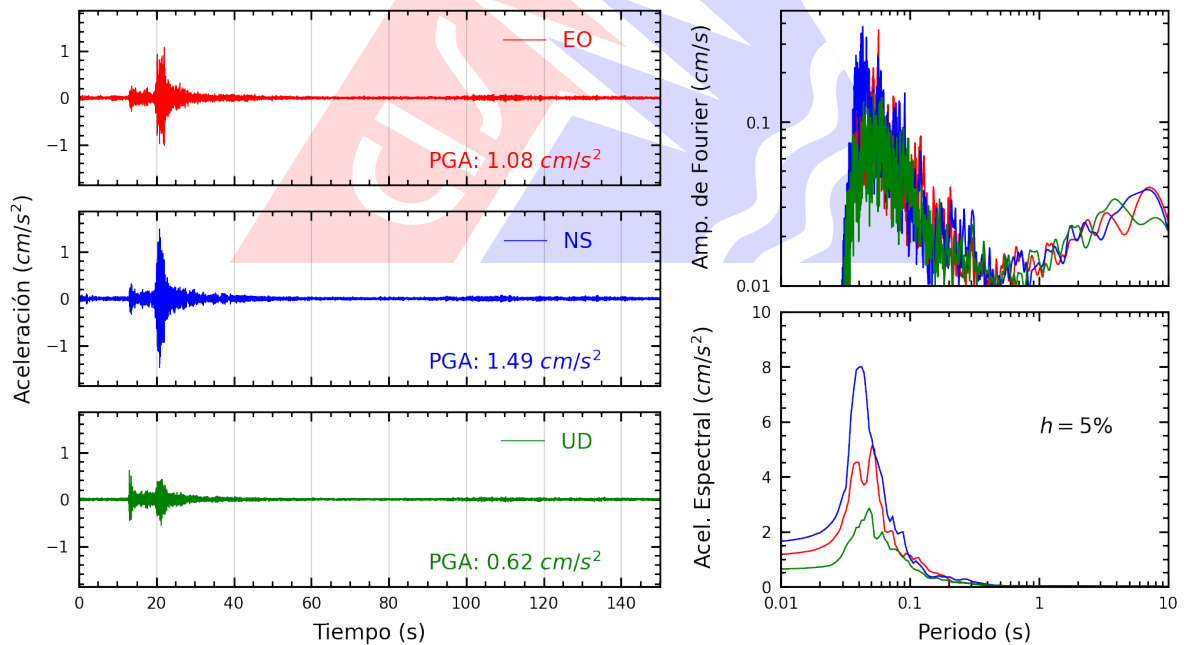 Aceleración (cm/s²)
1
0
−1
EO
PGA: 1.08 cm/s²
1
0
−1
NS
PGA: 1.49 cm/s²
1
0
−1
UD
PGA: 0.62 cm/s²
0 20 40 60 80 100 120 140
Tiempo (s)
Amp. de Fourier (cm/s)
0.1
0.01
Acel. Espectral (cm/s²)
10
8
6
4
2
0
h = 5%
0.01 0.1 1 10
Periodo (s)
CIS